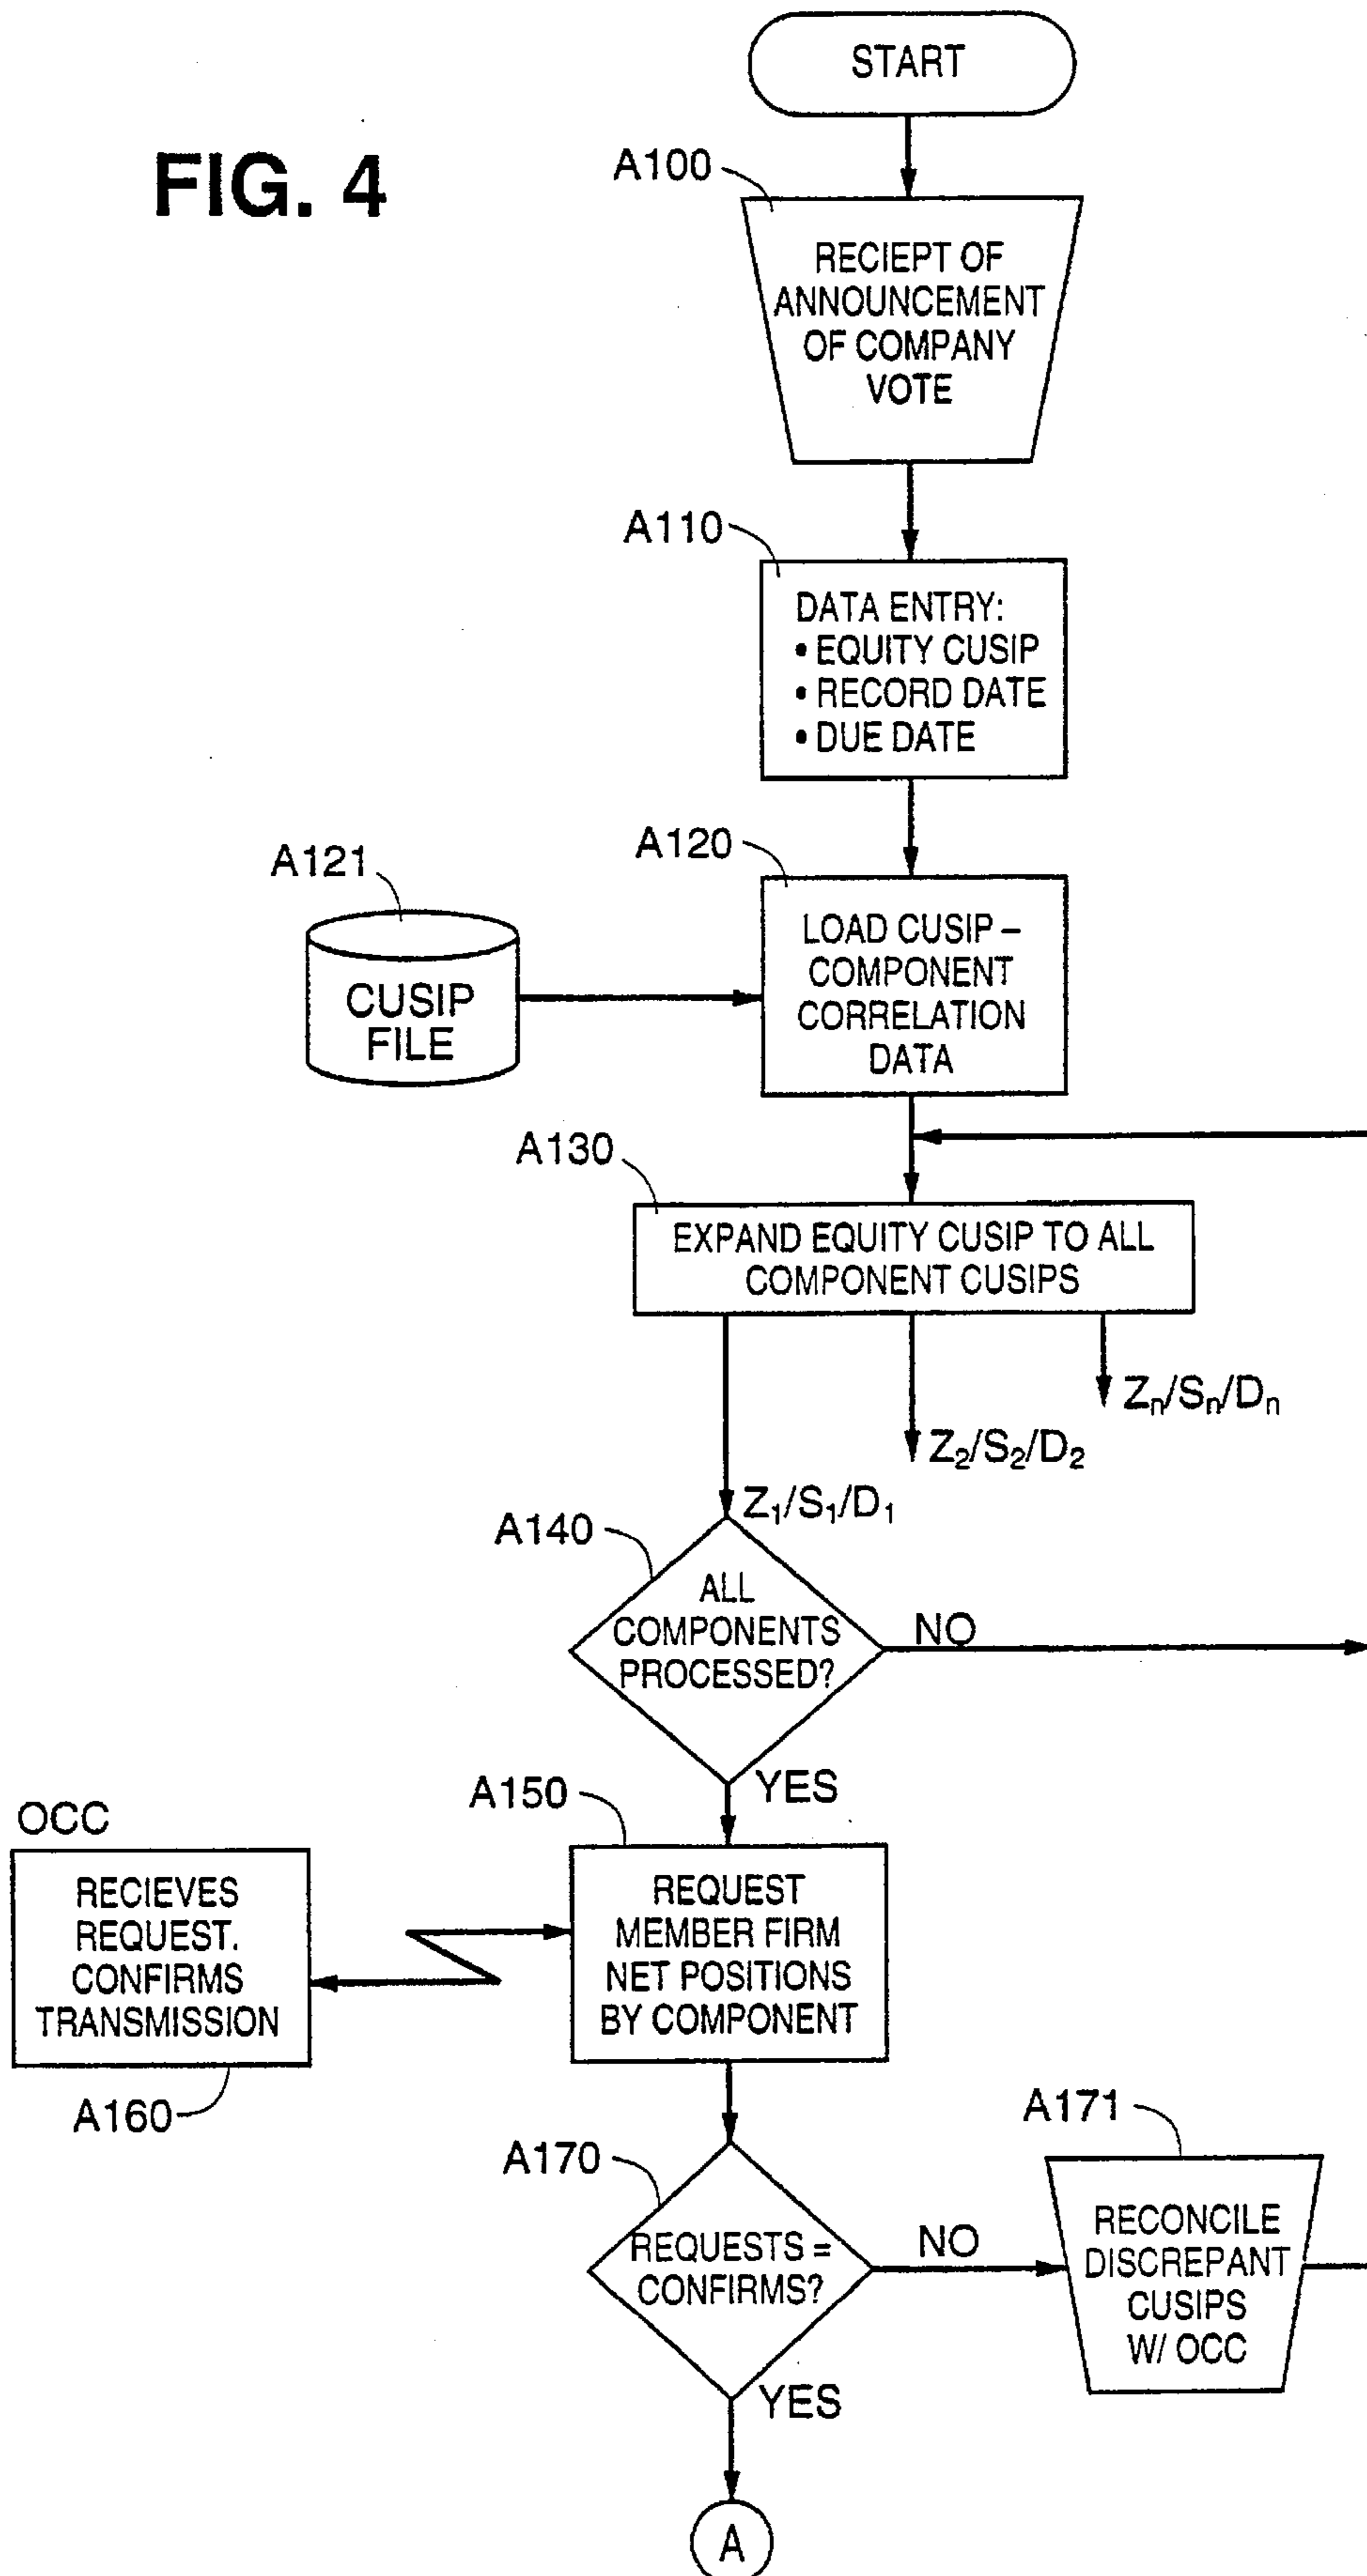 START
FIG. 4
A100
RECIEPT OF
ANNOUNCEMENT
OF COMPANY
VOTE
A110
DATA ENTRY:
• EQUITY CUSIP
• RECORD DATE
• DUE DATE
A120
A121
LOAD CUSIP –
COMPONENT
CORRELATION
DATA
CUSIP
FILE
A130
EXPAND EQUITY CUSIP TO ALL
COMPONENT CUSIPS
Zn/Sn/Dn
Z2/S2/D2
Z1/S1/D1
A140
ALL
COMPONENTS
PROCESSED?
NO
YES
A150
OCC
RECIEVES
REQUEST.
CONFIRMS
TRANSMISSION
REQUEST
MEMBER FIRM
NET POSITIONS
BY COMPONENT
A160
A171
A170
REQUESTS =
CONFIRMS?
NO
RECONCILE
DISCREPANT
CUSIPS
W/ OCC
YES
A